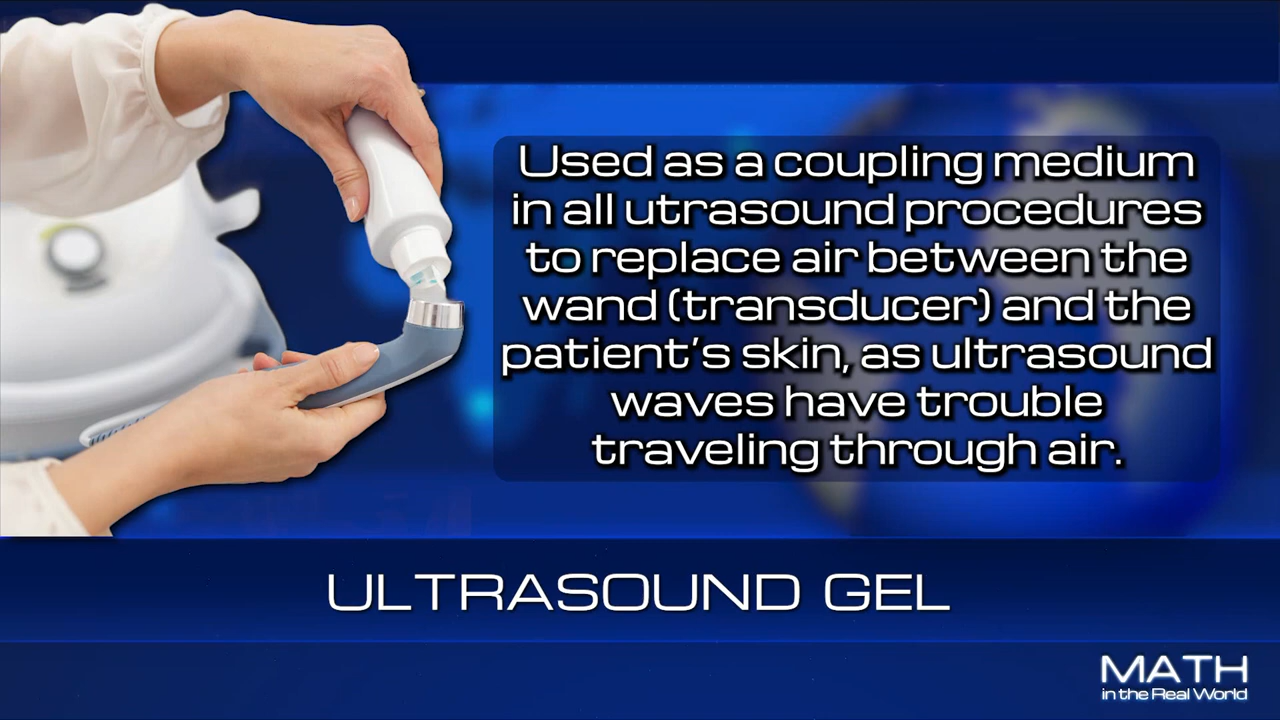 Used as a coupling medium
in all utrasound procedures
to replace air between the
wand (transducer) and the
patient's skin, as ultrasound
waves have trouble
traveling through air.
ULTRASOUND GEL
MATH
in the Real World